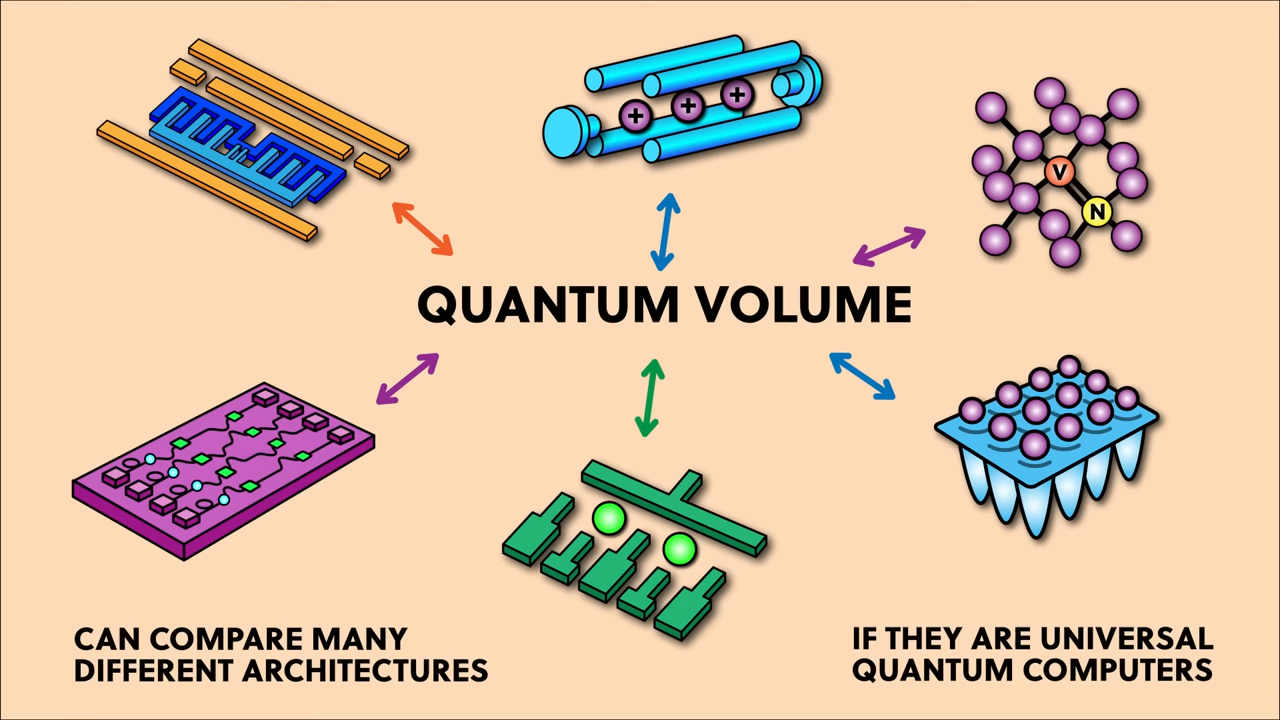 + + +
V
N
QUANTUM VOLUME
CAN COMPARE MANY
DIFFERENT ARCHITECTURES
IF THEY ARE UNIVERSAL
QUANTUM COMPUTERS